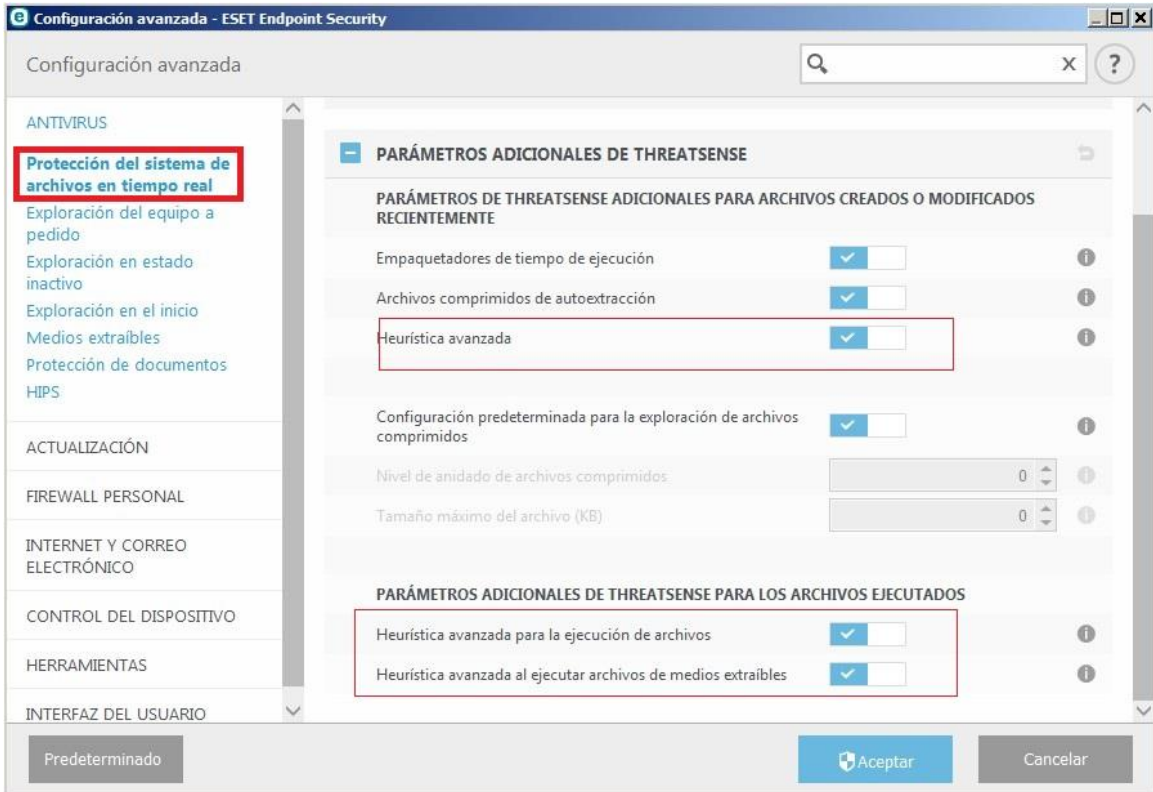 Configuración avanzada - ESET Endpoint Security
Configuración avanzada
x
?
ANTIVIRUS
Protección del sistema de
archivos en tiempo real
Exploración del equipo a
pedido
Exploración en estado
inactivo
Exploración en el inicio
Medios extraíbles
Protección de documentos
HIPS
ACTUALIZACIÓN
FIREWALL PERSONAL
INTERNET Y CORREO
ELECTRÓNICO
CONTROL DEL DISPOSITIVO
HERRAMIENTAS
INTERFAZ DEL USUARIO
PARÁMETROS ADICIONALES DE THREATSENSE
PARÁMETROS DE THREATSENSE ADICIONALES PARA ARCHIVOS CREADOS O MODIFICADOS
RECIENTEMENTE
Empaquetadores de tiempo de ejecución
Archivos comprimidos de autoextracción
Heurística avanzada
Configuración predeterminada para la exploración de archivos
comprimidos
Nivel de anidado de archivos comprimidos 0
Tamaño máximo del archivo (KB) 0
PARÁMETROS ADICIONALES DE THREATSENSE PARA LOS ARCHIVOS EJECUTADOS
Heurística avanzada para la ejecución de archivos
Heurística avanzada al ejecutar archivos de medios extraíbles
Predeterminado
Aceptar
Cancelar